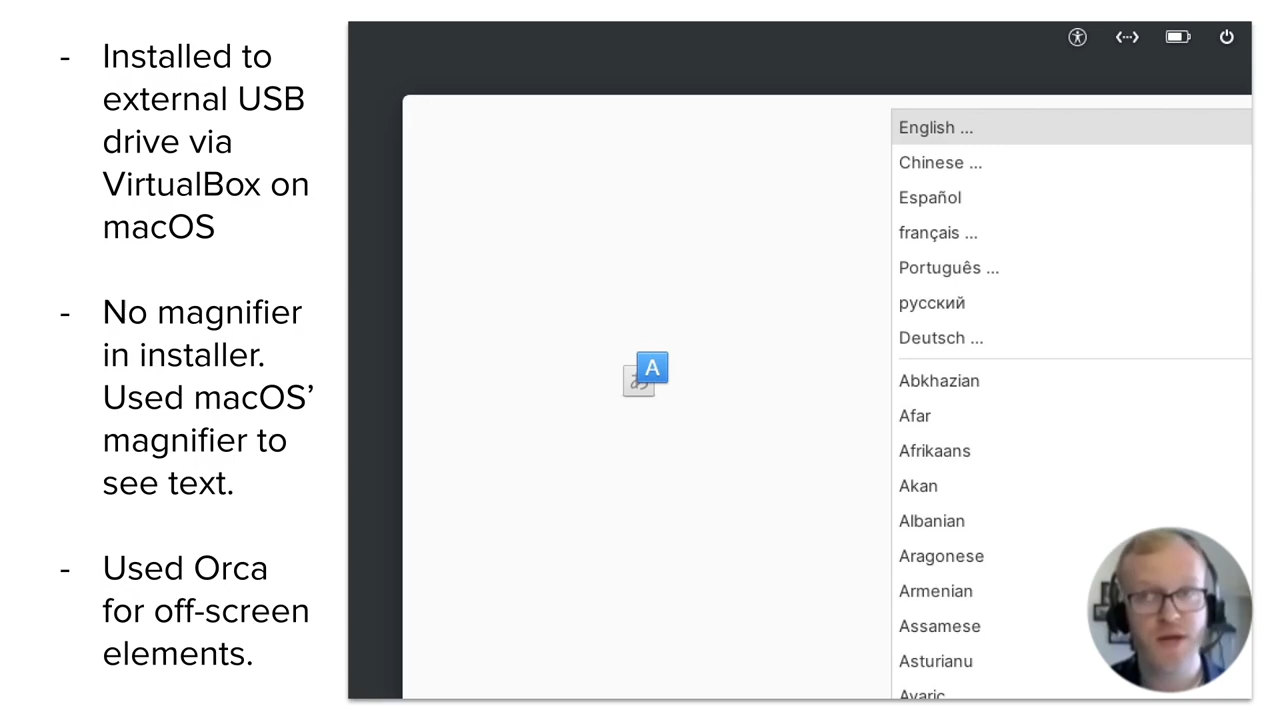 - Installed to
external USB
drive via
VirtualBox on
macOS
- No magnifier
in installer.
Used macOS’
magnifier to
see text.
- Used Orca
for off-screen
elements.
English ...
Chinese ...
Español
français ...
Português ...
русский
Deutsch ...
Abkhazian
Afar
Afrikaans
Akan
Albanian
Aragonese
Armenian
Assamese
Asturianu
Avaric
A
あ